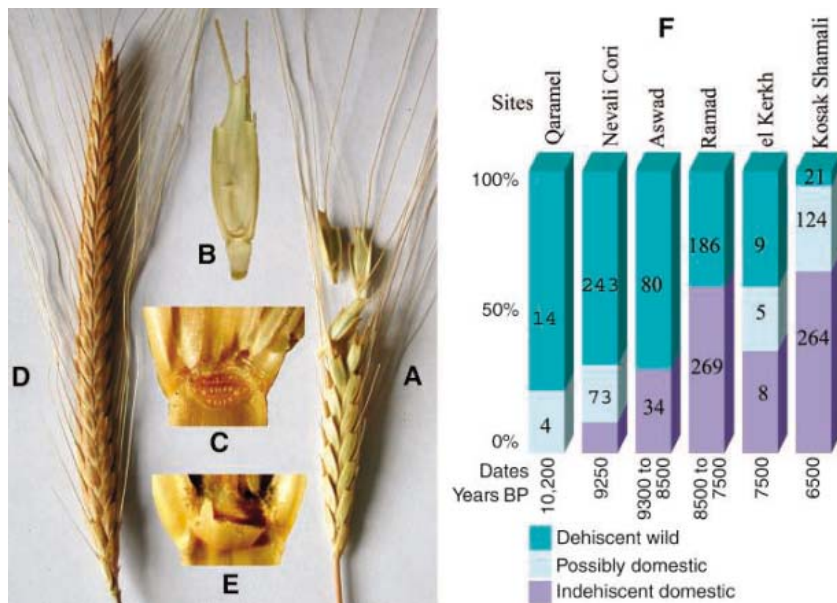 A
B
C
D
E
F
Sites
Qaramel
Nevali Cori
Aswad
Ramad
el Kerkh
Kosak Shamali
100%
50%
0%
14
4
243
73
80
34
186
269
9
5
8
21
124
264
Dates
Years BP
10,200
9250
9300 to
8500
8500 to
7500
7500
6500
Dehiscent wild
Possibly domestic
Indehiscent domestic